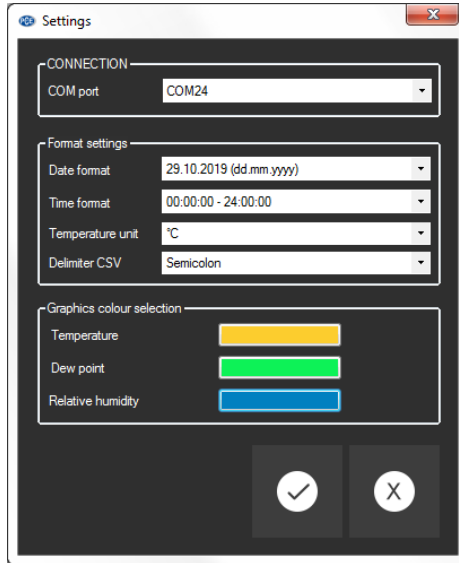 PCE Settings X
CONNECTION
COM port COM24
Format settings
Date format 29.10.2019 (dd.mm.yyyy)
Time format 00:00:00 - 24:00:00
Temperature unit °C
Delimiter CSV Semicolon
Graphics colour selection
Temperature
Dew point
Relative humidity
X